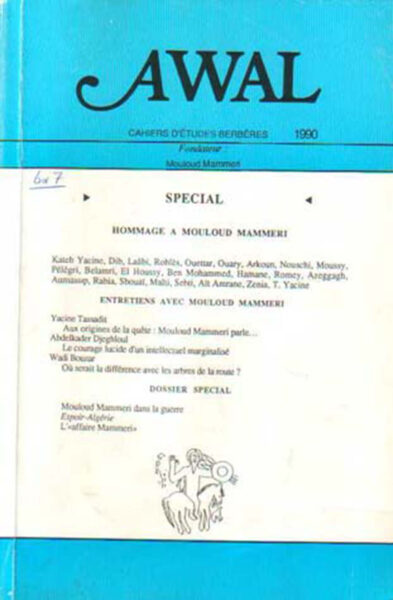 AWAL
CAHIERS D'ÉTUDES BERBÈRES 1990
Fondateur :
Mouloud Mammeri
6x7
SPECIAL
HOMMAGE A MOULOUD MAMMERI
Kateb Yacine, Dib, Laâbi, Roblès, Ouettar, Ouary, Arkoun, Nouschi, Moussy,
Pélégri, Belamri, El Houssy, Ben Mohammed, Hamane, Romey, Azeggagh,
Aumassip, Rabia, Shoual, Malti, Sebti, Aït Amrane, Zenia, T. Yacine
ENTRETIENS AVEC MOULOUD MAMMERI
Yacine Tassadit
Aux origines de la quête : Mouloud Mammeri parle...
Abdelkader Djeghloul
Le courage lucide d'un intellectuel marginalisé
Wadi Bouzar
Où serait la différence avec les arbres de la route ?
DOSSIER SPECIAL
Mouloud Mammeri dans la guerre
Espoir-Algérie
L'«affaire Mammeri»